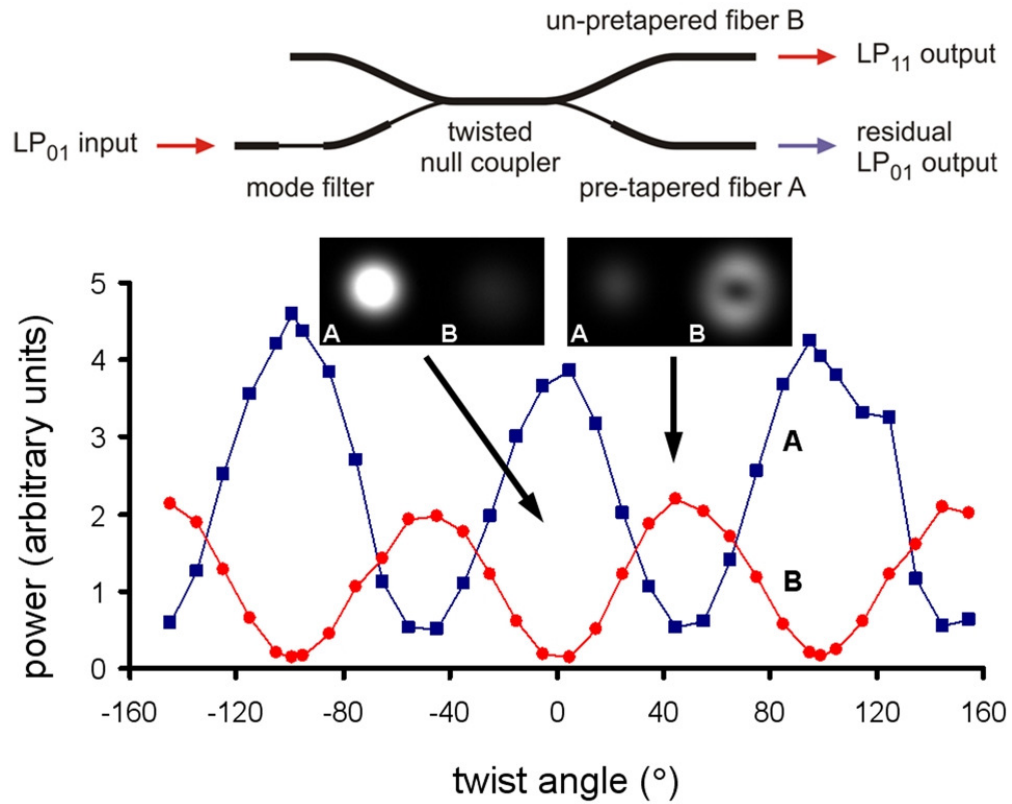 un-pretapered fiber B
LP₁₁ output
LP₀₁ input
twisted
null coupler
residual
LP₀₁ output
mode filter
pre-tapered fiber A
A
B
A
B
5
4
3
2
1
0
A
B
power (arbitrary units)
-160
-120
-80
-40
0
40
80
120
160
twist angle (°)